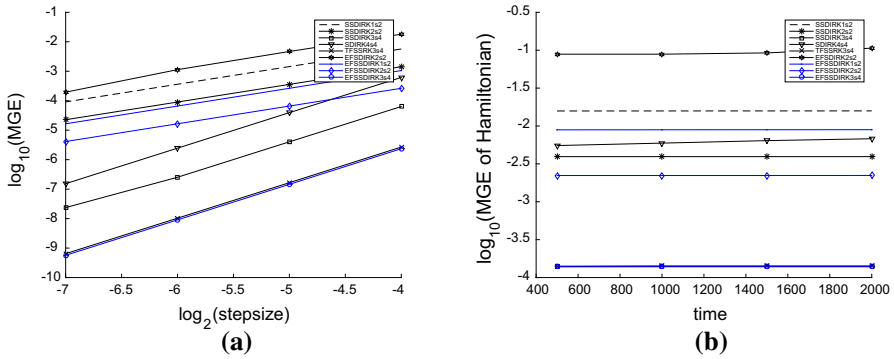 -1
-2
-3
-4
-5
-6
-7
-8
-9
-10
log10(MGE)
-7 -6.5 -6 -5.5 -5 -4.5 -4
log2(stepsize)
SSDIRK1s2
SSDIRK2s2
SSDIRK3s4
SDIRK4s4
TFSSRK3s4
EFSDIRK2s2
EFSSDIRK1s2
EFSSDIRK2s2
EFSSDIRK3s4
(a)
-0.5
-1
-1.5
-2
-2.5
-3
-3.5
-4
log10(MGE of Hamiltonian)
400 600 800 1000 1200 1400 1600 1800 2000
time
SSDIRK1s2
SSDIRK2s2
SSDIRK3s4
SDIRK4s4
TFSSRK3s4
EFSDIRK2s2
EFSSDIRK1s2
EFSSDIRK2s2
EFSSDIRK3s4
(b)